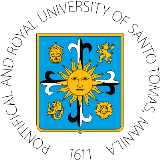 PONTIFICAL AND ROYAL UNIVERSITY OF SANTO TOMAS, MANILA
1611